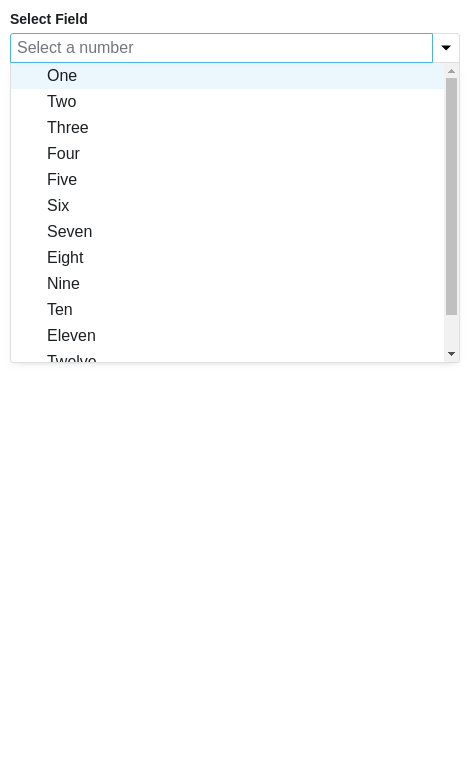 Select Field
Select a number
One
Two
Three
Four
Five
Six
Seven
Eight
Nine
Ten
Eleven
Twelve